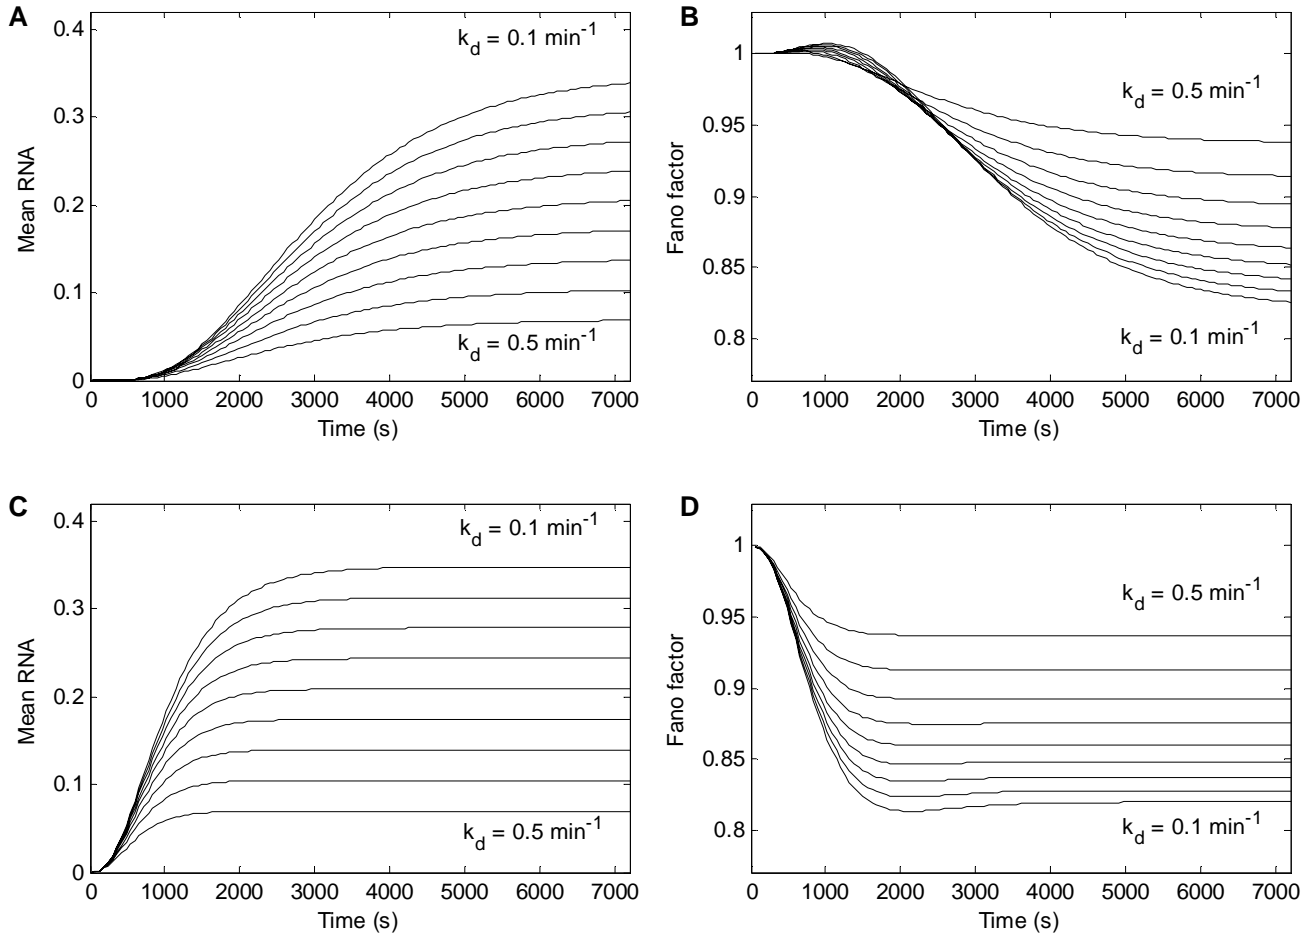 A
Mean RNA
0.4
0.3
0.2
0.1
0
k_d = 0.1 min^-1
k_d = 0.5 min^-1
0 1000 2000 3000 4000 5000 6000 7000
Time (s)
B
Fano factor
1
0.95
0.9
0.85
0.8
k_d = 0.5 min^-1
k_d = 0.1 min^-1
0 1000 2000 3000 4000 5000 6000 7000
Time (s)
C
Mean RNA
0.4
0.3
0.2
0.1
0
k_d = 0.1 min^-1
k_d = 0.5 min^-1
0 1000 2000 3000 4000 5000 6000 7000
Time (s)
D
Fano factor
1
0.95
0.9
0.85
0.8
k_d = 0.5 min^-1
k_d = 0.1 min^-1
0 1000 2000 3000 4000 5000 6000 7000
Time (s)